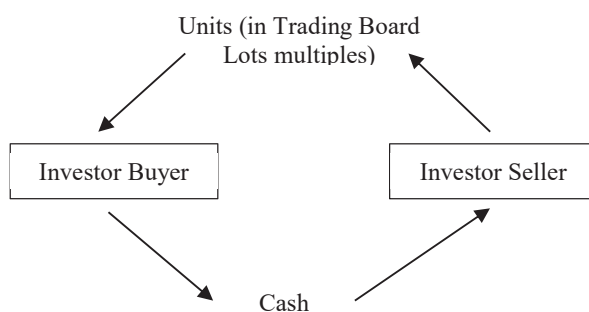 Units (in Trading Board
Lots multiples)
Investor Buyer
Investor Seller
Cash